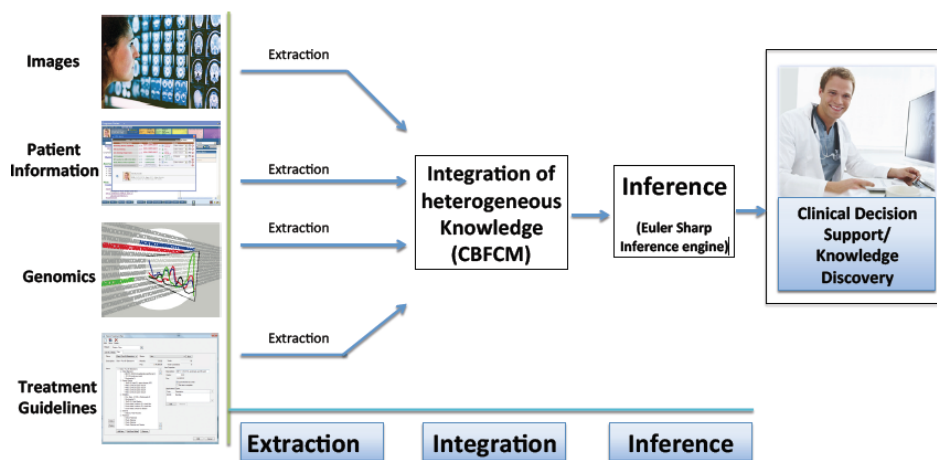 Images
Extraction
Patient
Information
Extraction
Genomics
Extraction
Treatment
Guidelines
Extraction
Integration of
heterogeneous
Knowledge
(CBFCM)
Inference
(Euler Sharp
Inference engine)
Clinical Decision
Support/
Knowledge
Discovery
Extraction
Integration
Inference